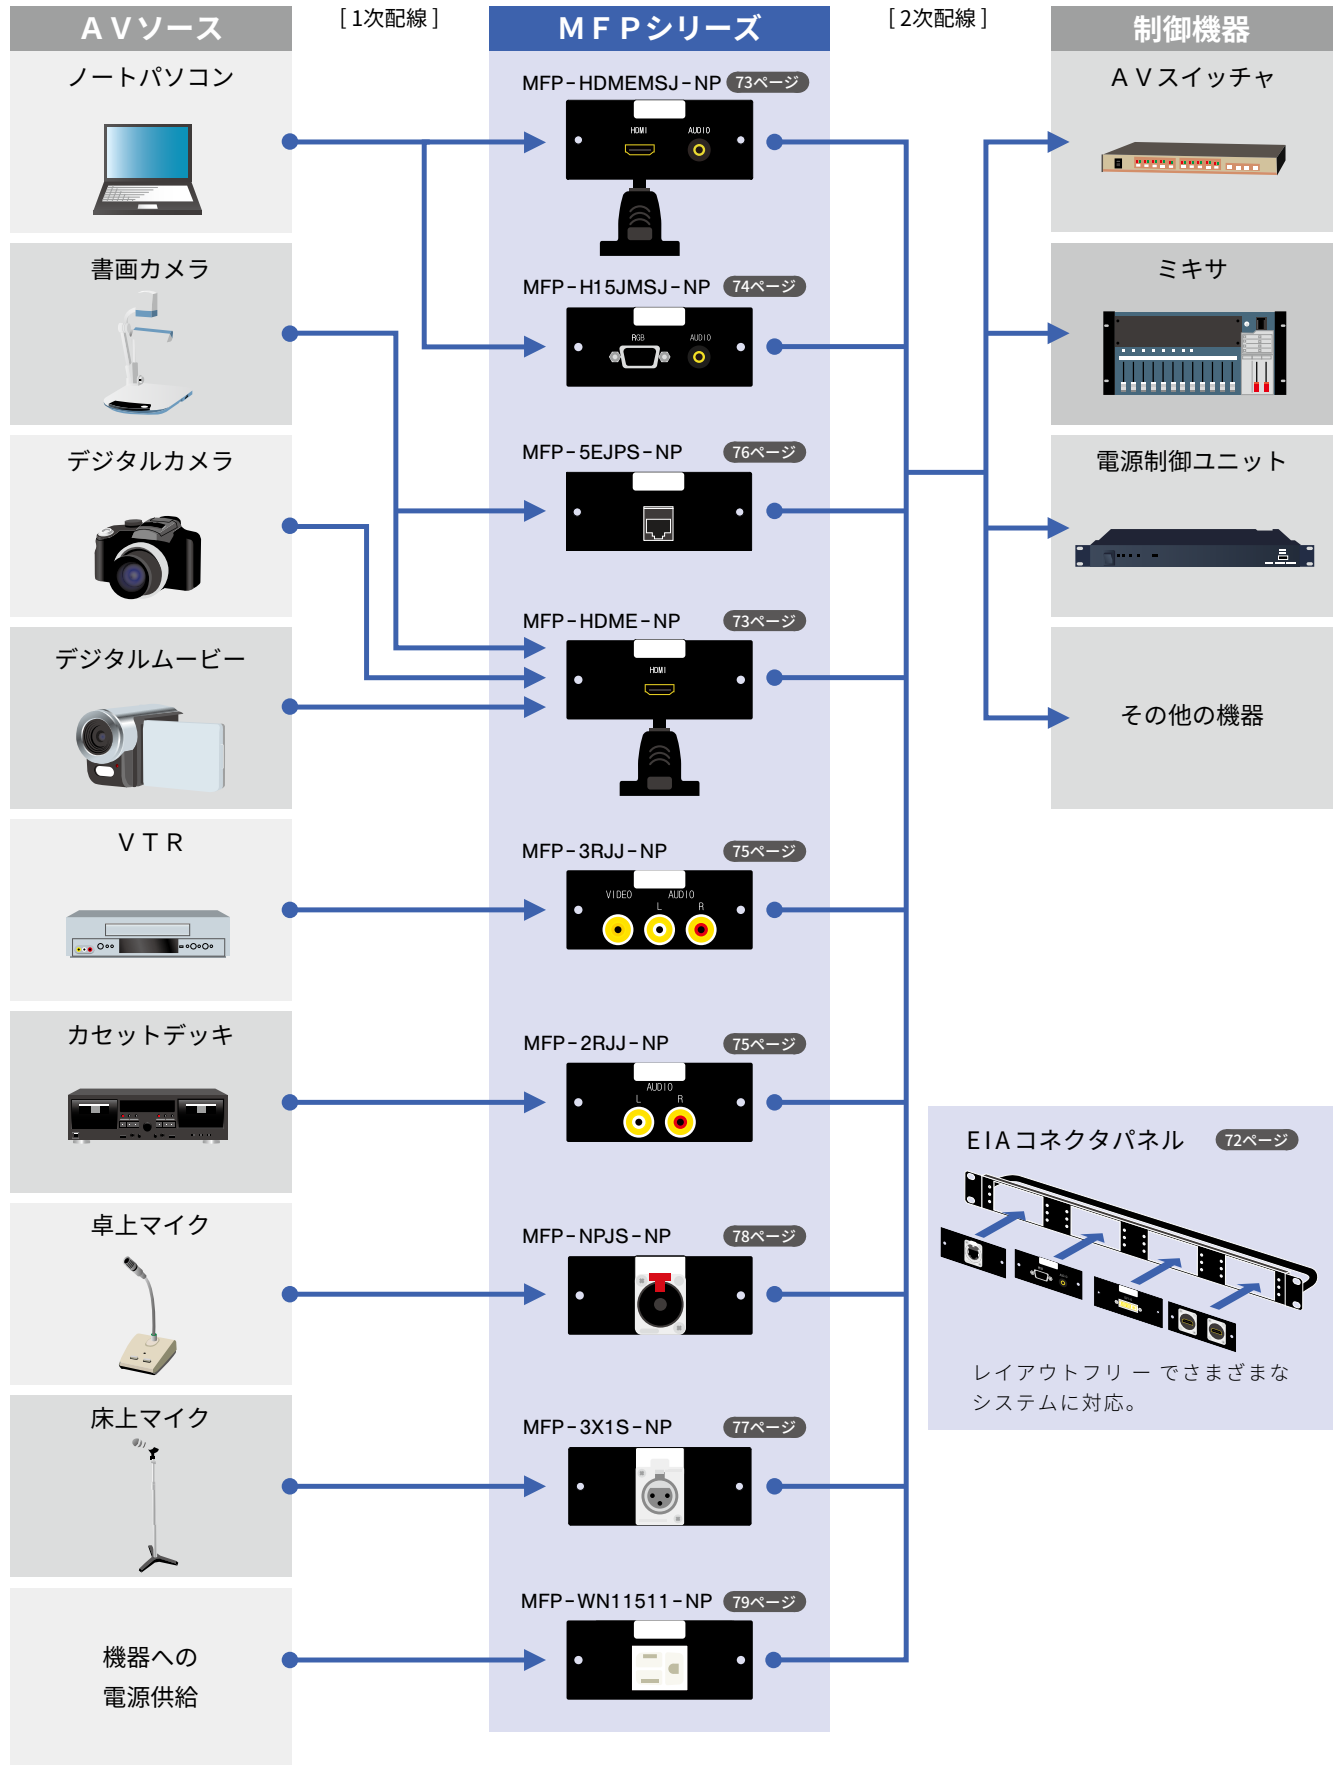 AVソース
[ 1次配線 ]
MFPシリーズ
[ 2次配線 ]
制御機器
ノートパソコン
書画カメラ
デジタルカメラ
デジタルムービー
VTR
カセットデッキ
卓上マイク
床上マイク
機器への
電源供給
MFP-HDMEMSJ-NP 73ページ
HDMI AUDIO
MFP-H15JMSJ-NP 74ページ
RGB AUDIO
MFP-5EJPS-NP 76ページ
MFP-HDME-NP 73ページ
HDMI
MFP-3RJJ-NP 75ページ
VIDEO AUDIO
L R
MFP-2RJJ-NP 75ページ
AUDIO
L R
MFP-NPJS-NP 78ページ
MFP-3X1S-NP 77ページ
MFP-WN11511-NP 79ページ
AVスイッチャ
ミキサ
電源制御ユニット
その他の機器
EIAコネクタパネル 72ページ
レイアウトフリーでさまざまな
システムに対応。